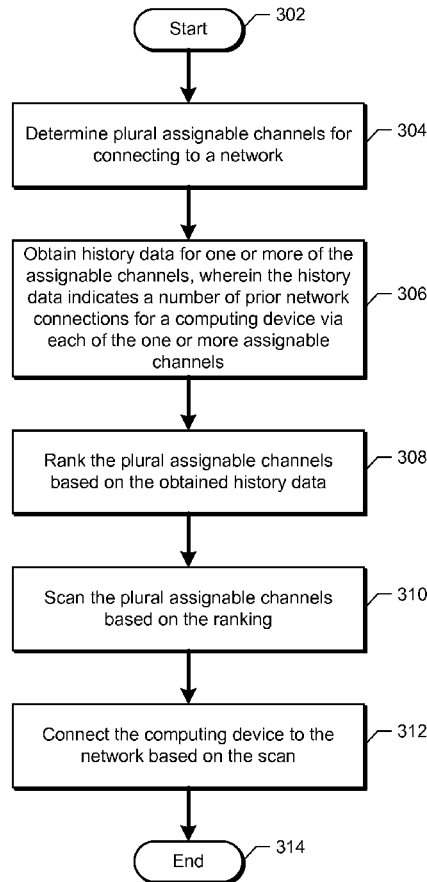 Start
302
Determine plural assignable channels for
connecting to a network
304
Obtain history data for one or more of the
assignable channels, wherein the history
data indicates a number of prior network
connections for a computing device via
each of the one or more assignable
channels
306
Rank the plural assignable channels
based on the obtained history data
308
Scan the plural assignable channels
based on the ranking
310
Connect the computing device to the
network based on the scan
312
End
314